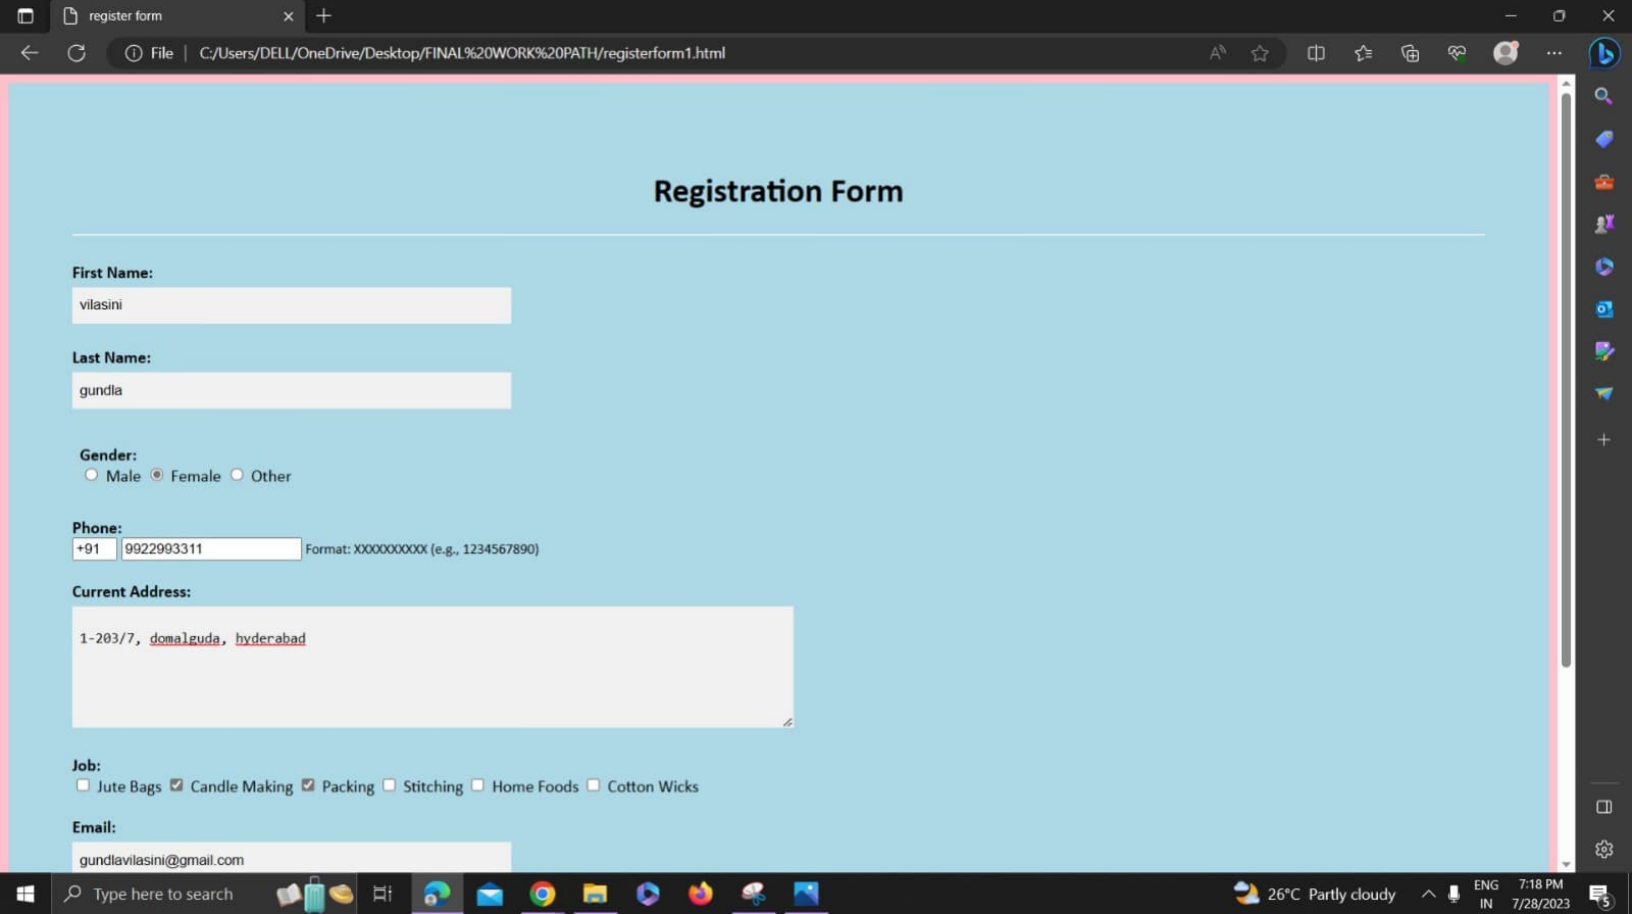 register form
File | C:/Users/DELL/OneDrive/Desktop/FINAL%20WORK%20PATH/registerform1.html
Registration Form
First Name:
vilasini
Last Name:
gundla
Gender:
Male Female Other
Phone:
+91 9922993311 Format: XXXXXXXXXX (e.g., 1234567890)
Current Address:
1-203/7, domalguda, hyderabad
Job:
Jute Bags Candle Making Packing Stitching Home Foods Cotton Wicks
Email:
gundlavilasini@gmail.com
Type here to search
26°C Partly cloudy
ENG
IN
7:18 PM
7/28/2023
5